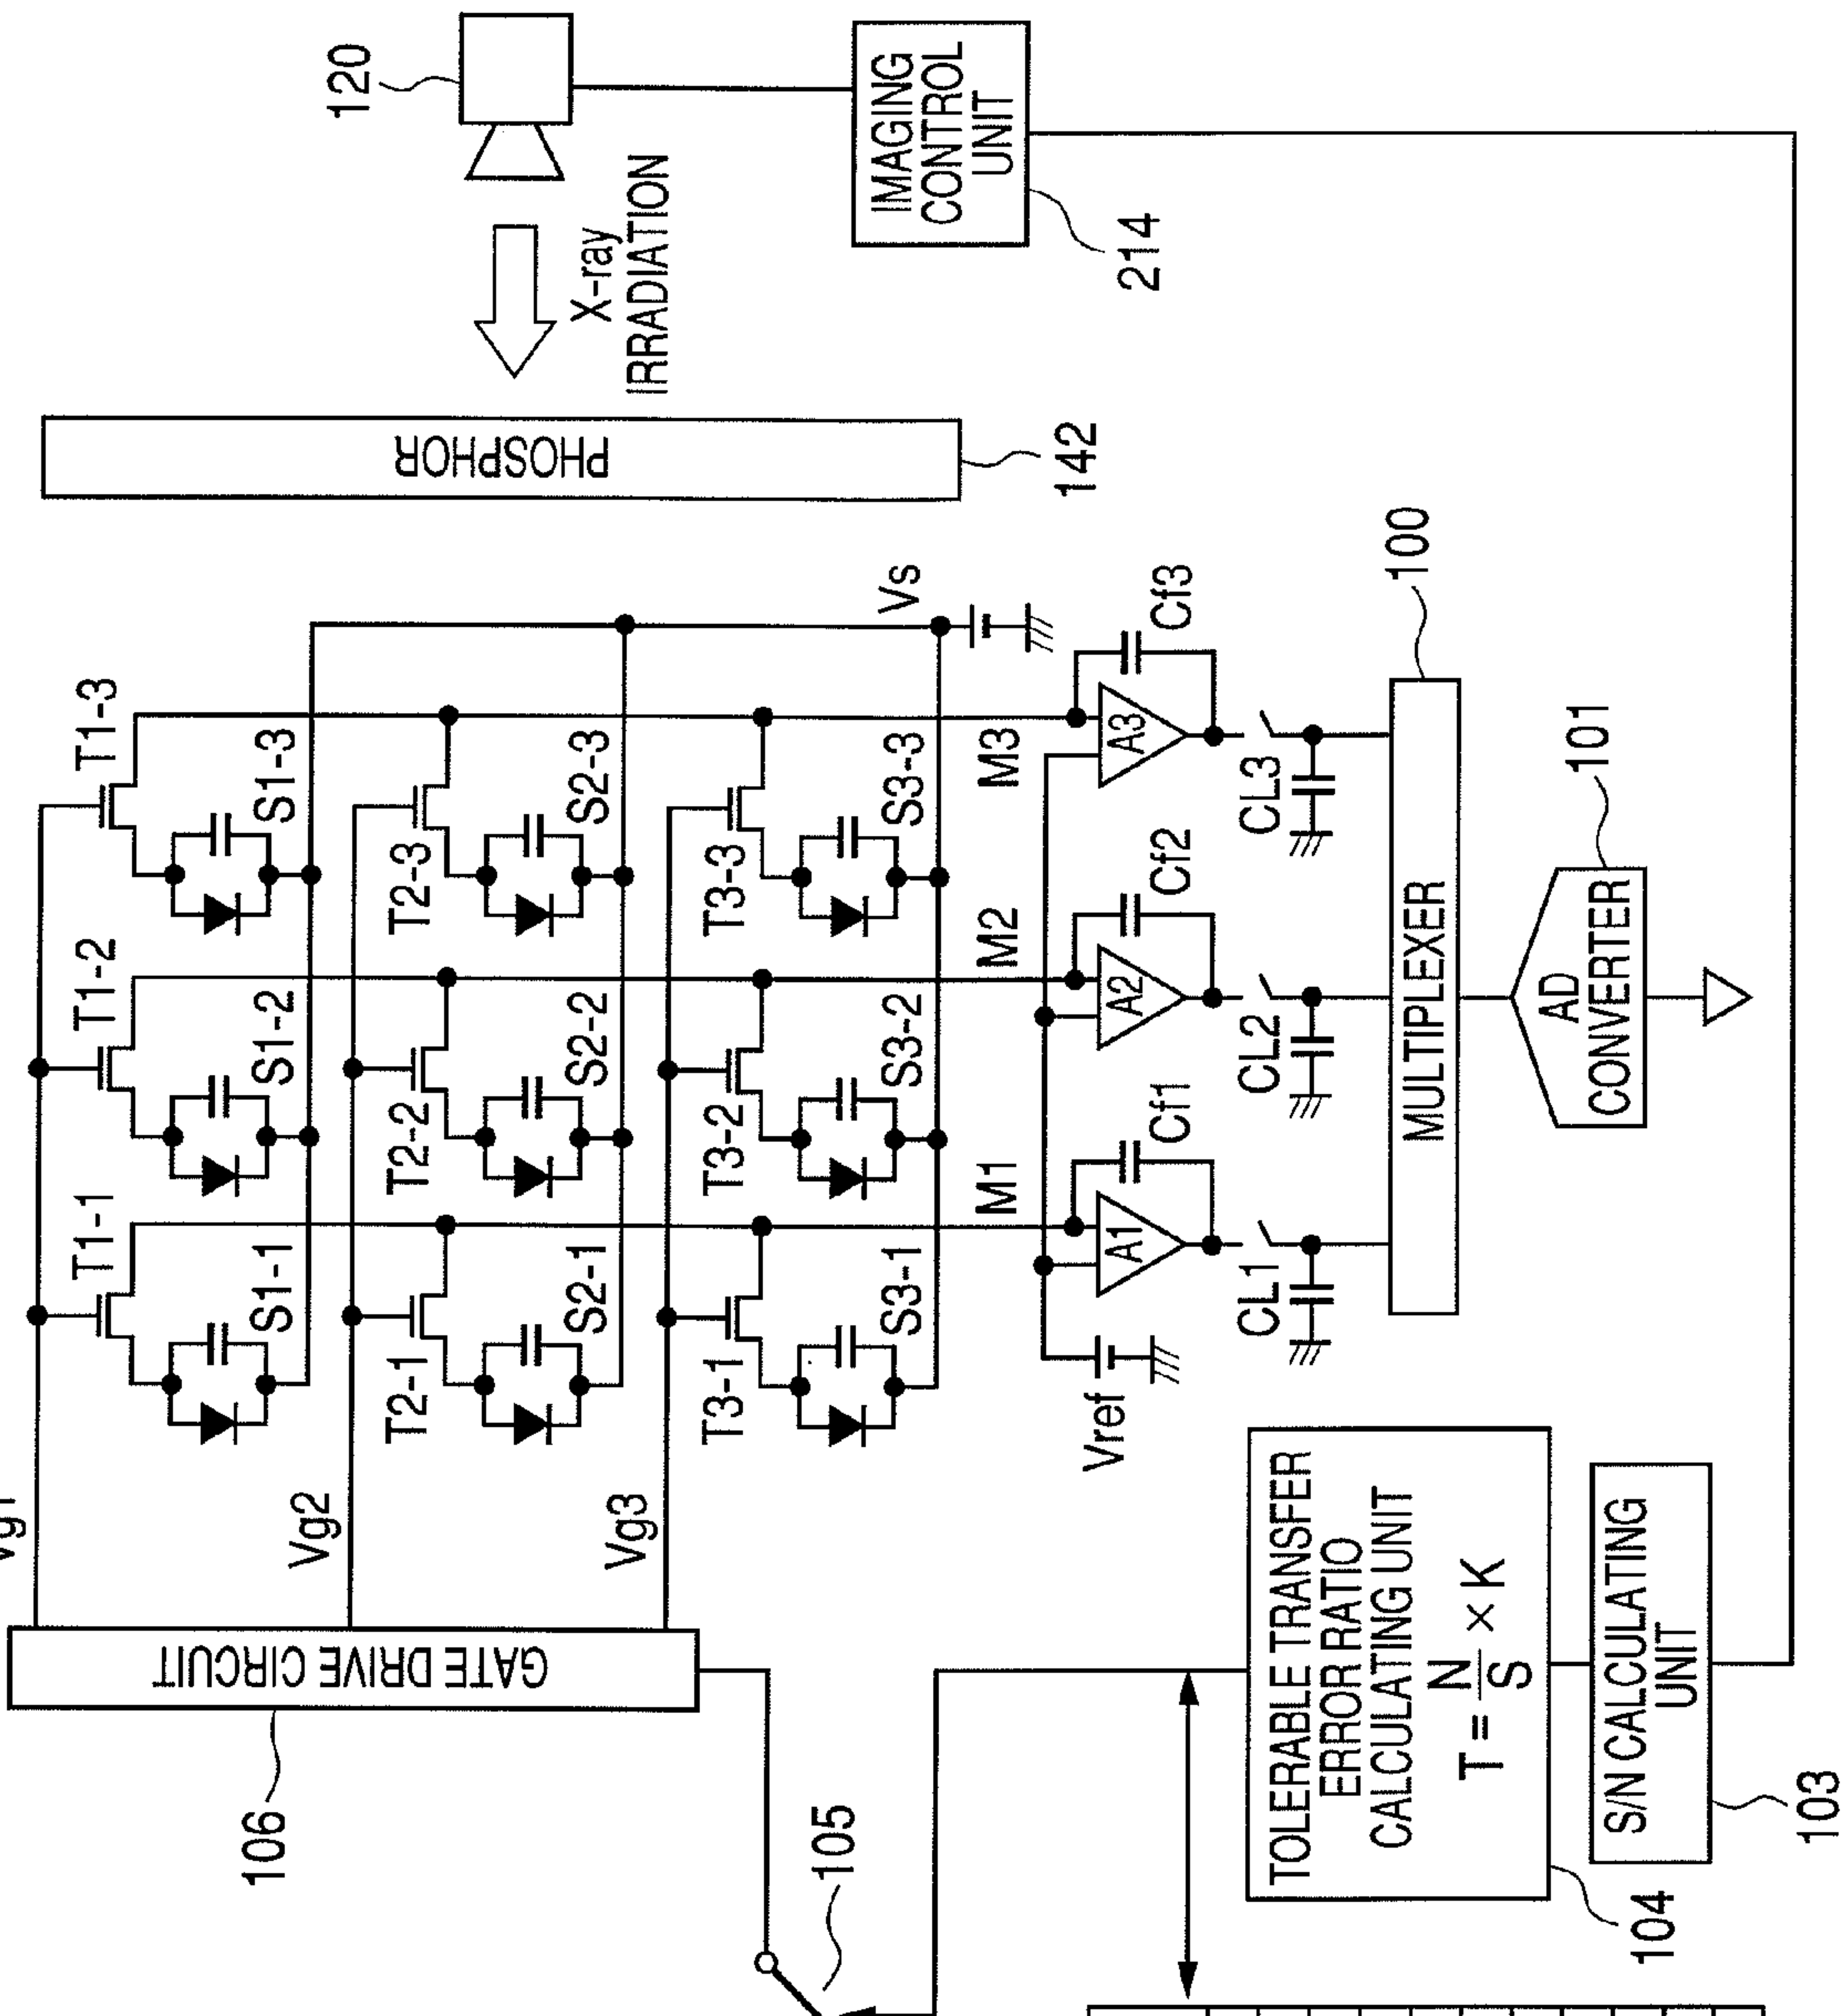 120
IMAGING
CONTROL
UNIT
214
X-ray
IRRADIATION
PHOSPHOR
142
Vg1
T1-1
T1-2
T1-3
S1-1
S1-2
S1-3
Vg2
T2-1
T2-2
T2-3
S2-1
S2-2
S2-3
Vg3
T3-1
T3-2
T3-3
S3-1
S3-2
S3-3
Vs
GATE DRIVE CIRCUIT
106
105
M1
M2
M3
Vref
A1
A2
A3
Cf1
Cf2
Cf3
CL1
CL2
CL3
MULTIPLEXER
100
AD
CONVERTER
101
TOLERABLE TRANSFER
ERROR RATIO
CALCULATING UNIT
T = N/S × K
104
S/N CALCULATING
UNIT
103